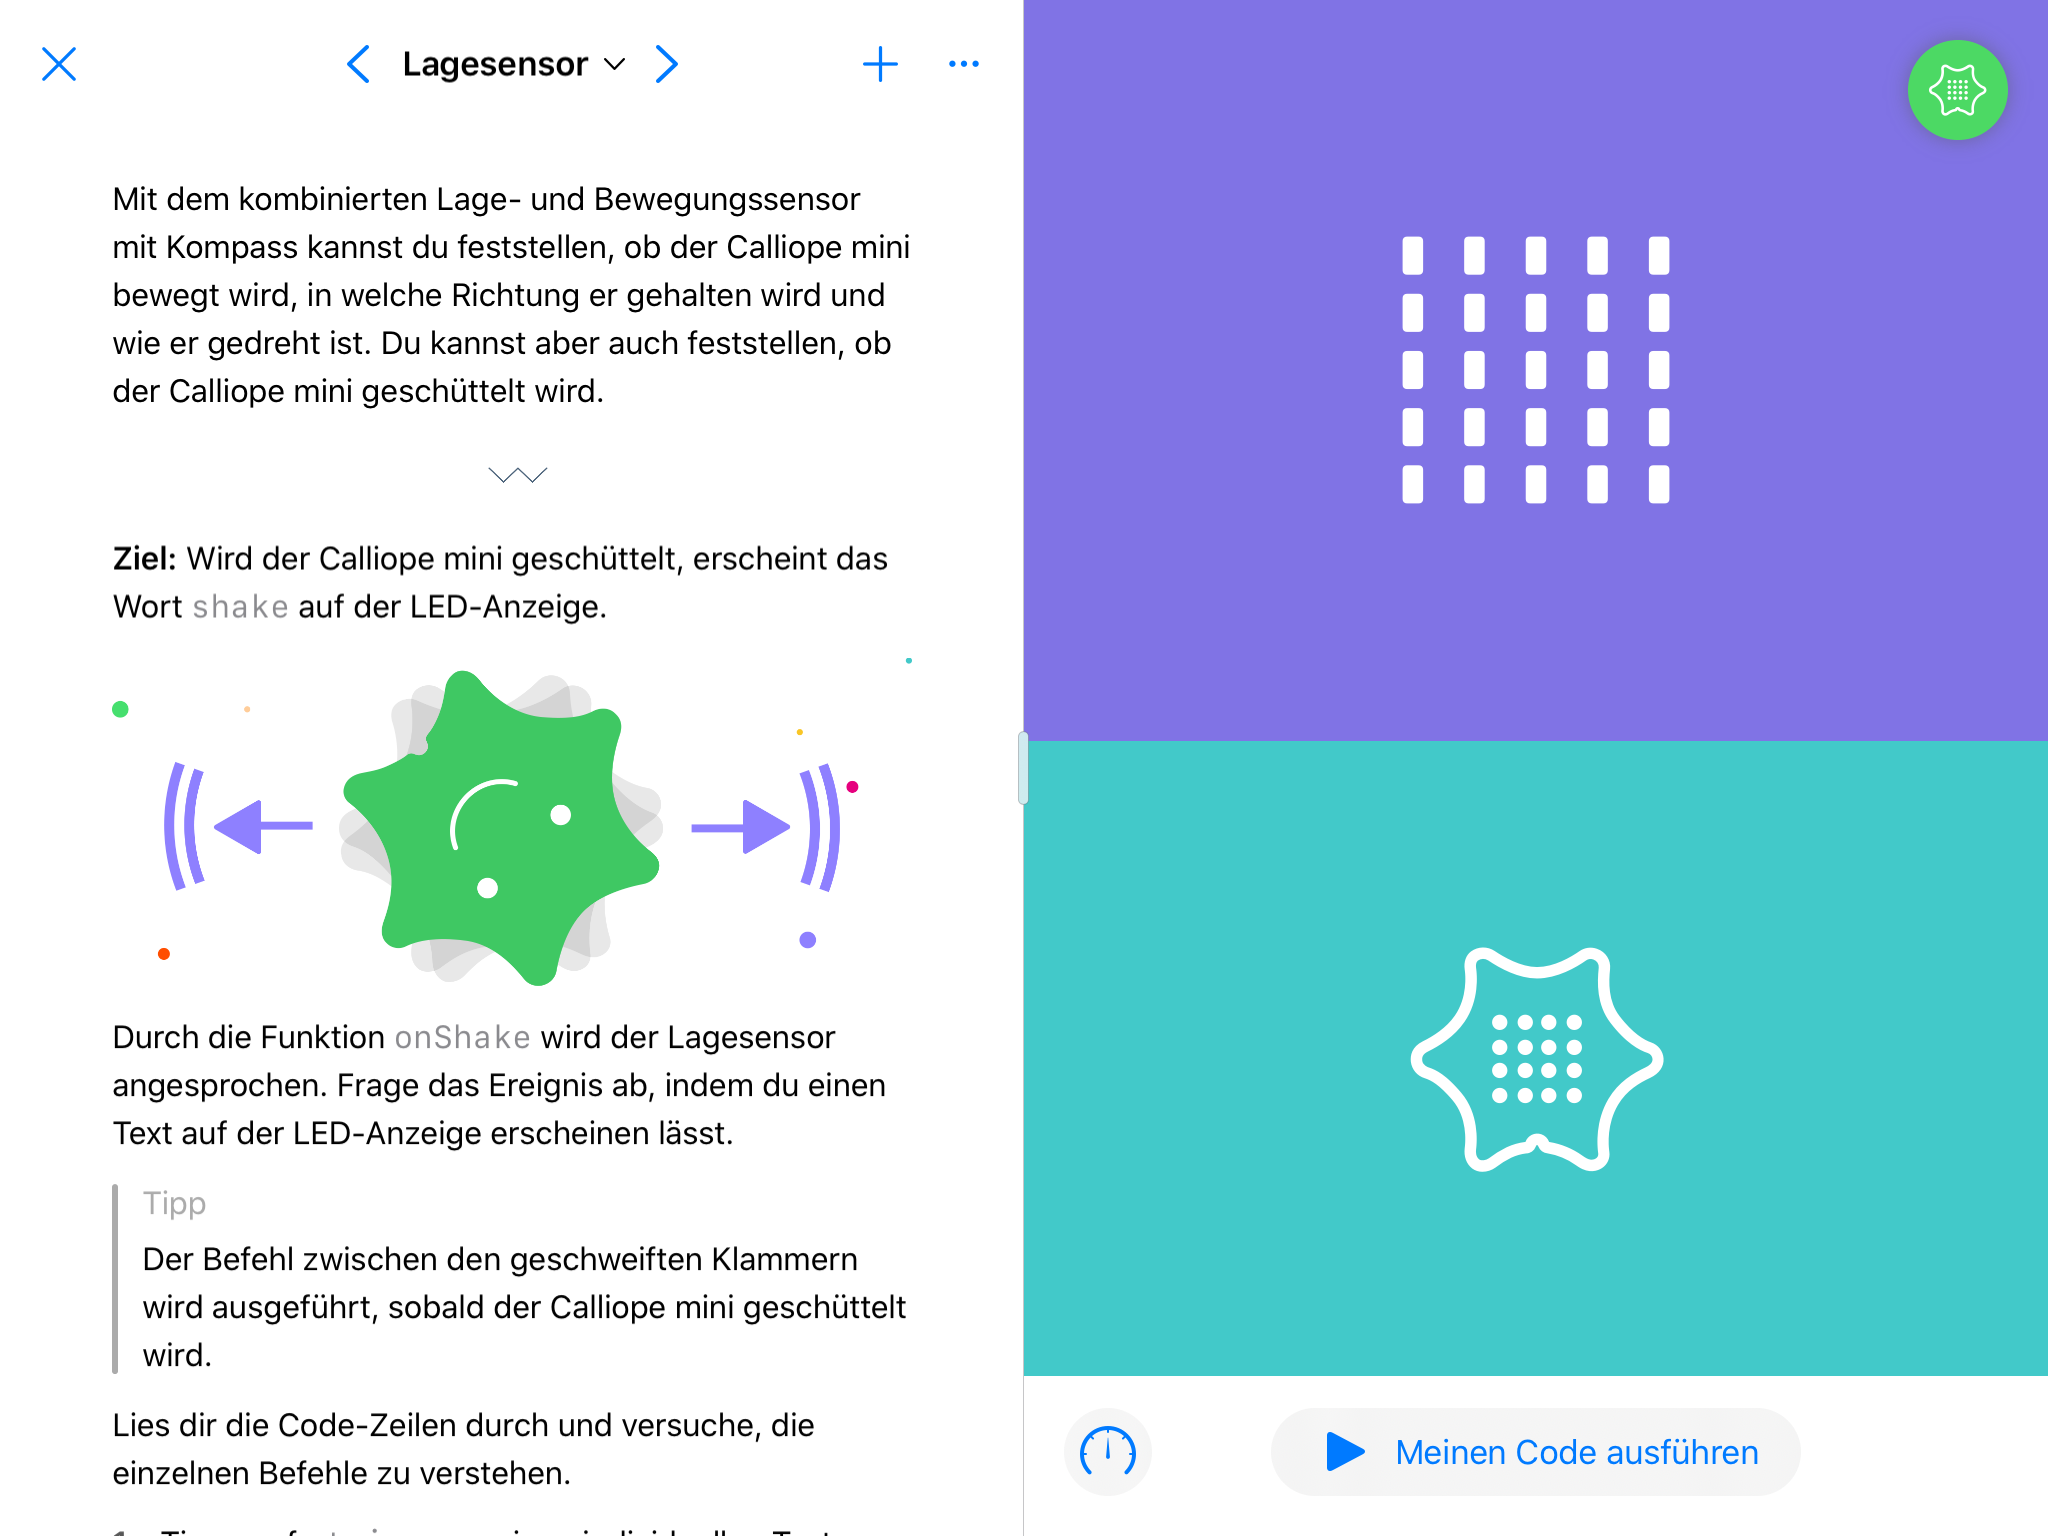 Lagesensor
Mit dem kombinierten Lage- und Bewegungssensor
mit Kompass kannst du feststellen, ob der Calliope mini
bewegt wird, in welche Richtung er gehalten wird und
wie er gedreht ist. Du kannst aber auch feststellen, ob
der Calliope mini geschüttelt wird.
Ziel: Wird der Calliope mini geschüttelt, erscheint das
Wort shake auf der LED-Anzeige.
Durch die Funktion onShake wird der Lagesensor
angesprochen. Frage das Ereignis ab, indem du einen
Text auf der LED-Anzeige erscheinen lässt.
Tipp
Der Befehl zwischen den geschweiften Klammern
wird ausgeführt, sobald der Calliope mini geschüttelt
wird.
Lies dir die Code-Zeilen durch und versuche, die
einzelnen Befehle zu verstehen.
Meinen Code ausführen